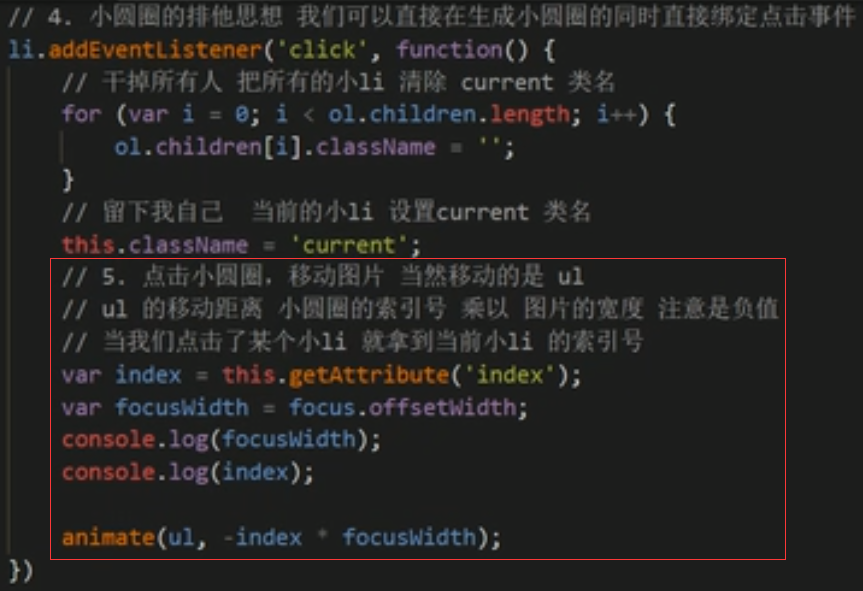 // 4. 小圆圈的排他思想 我们可以直接在生成小圆圈的同时直接绑定点击事件
li.addEventListener('click', function() {
// 干掉所有人 把所有的小li 清除 current 类名
for (var i = 0; i < ol.children.length; i++) {
ol.children[i].className = '';
}
// 留下我自己 当前的小li 设置current 类名
this.className = 'current';
// 5. 点击小圆圈，移动图片 当然移动的是 ul
// ul 的移动距离 小圆圈的索引号 乘以 图片的宽度 注意是负值
// 当我们点击了某个小li 就拿到当前小li 的索引号
var index = this.getAttribute('index');
var focusWidth = focus.offsetWidth;
console.log(focusWidth);
console.log(index);
animate(ul, -index * focusWidth);
})